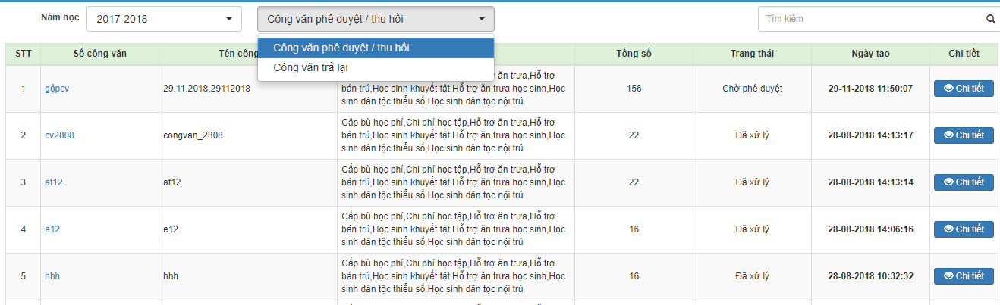 Năm học 2017-2018 Công văn phê duyệt / thu hồi Tìm kiếm
Công văn phê duyệt / thu hồi
Công văn trả lại
STT Số công văn Tên công Tổng số Trạng thái Ngày tạo Chi tiết
ợ ăn trưa,Hỗ trợ
1 gộpcv 29.11.2018,29112018 bán trú,Học sinh khuyết tật,Hỗ trợ ăn trưa học sinh,Học 156 Chờ phê duyệt 29-11-2018 11:50:07 Chi tiết
sinh dân tộc thiểu số,Học sinh dân tọc nội trú
Cấp bù học phí,Chi phí học tập,Hỗ trợ ăn trưa,Hỗ trợ
2 cv2808 congvan_2808 bán trú,Học sinh khuyết tật,Hỗ trợ ăn trưa học sinh,Học 22 Đã xử lý 28-08-2018 14:13:17 Chi tiết
sinh dân tộc thiểu số,Học sinh dân tọc nội trú
Cấp bù học phí,Chi phí học tập,Hỗ trợ ăn trưa,Hỗ trợ
3 at12 at12 bán trú,Học sinh khuyết tật,Hỗ trợ ăn trưa học sinh,Học 22 Đã xử lý 28-08-2018 14:13:14 Chi tiết
sinh dân tộc thiểu số,Học sinh dân tọc nội trú
Cấp bù học phí,Chi phí học tập,Hỗ trợ ăn trưa,Hỗ trợ
4 e12 e12 bán trú,Học sinh khuyết tật,Hỗ trợ ăn trưa học sinh,Học 16 Đã xử lý 28-08-2018 14:06:16 Chi tiết
sinh dân tộc thiểu số,Học sinh dân tọc nội trú
Cấp bù học phí,Chi phí học tập,Hỗ trợ ăn trưa,Hỗ trợ
5 hhh hhh bán trú,Học sinh khuyết tật,Hỗ trợ ăn trưa học sinh,Học 16 Đã xử lý 28-08-2018 10:32:32 Chi tiết
sinh dân tộc thiểu số,Học sinh dân tọc nội trú